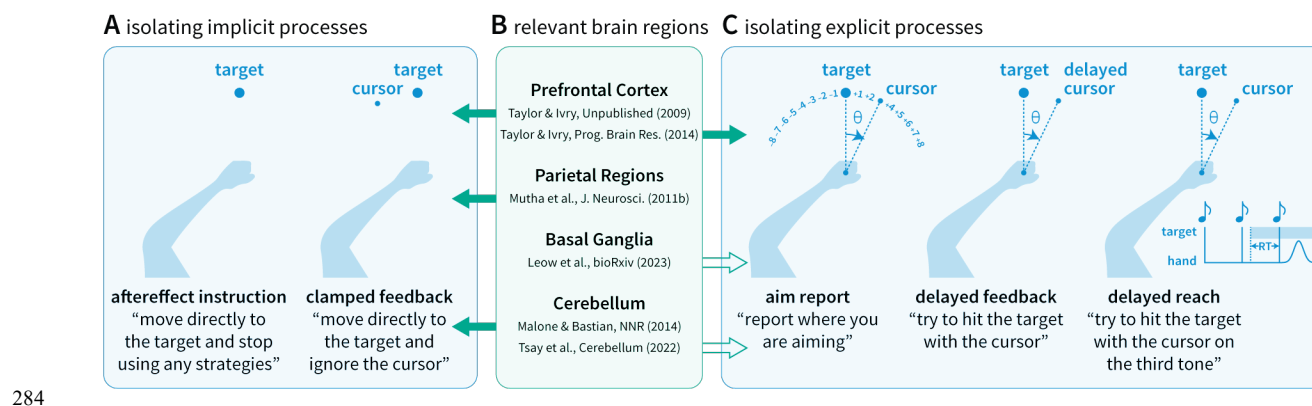 A isolating implicit processes
target
target
cursor
aftereffect instruction
“move directly to
the target and stop
using any strategies”
clamped feedback
“move directly to
the target and
ignore the cursor”
B relevant brain regions
Prefrontal Cortex
Taylor & Ivry, Unpublished (2009)
Taylor & Ivry, Prog. Brain Res. (2014)
Parietal Regions
Mutha et al., J. Neurosci. (2011b)
Basal Ganglia
Leow et al., bioRxiv (2023)
Cerebellum
Malone & Bastian, NNR (2014)
Tsay et al., Cerebellum (2022)
C isolating explicit processes
target
cursor
-8 -7 -6 -5 -4 -3 -2 -1 +1 +2 +4 +5 +6 +7 +8
θ
aim report
“report where you
are aiming”
target
delayed
cursor
θ
delayed feedback
“try to hit the target
with the cursor”
target
cursor
θ
target
RT
hand
delayed reach
“try to hit the target
with the cursor on
the third tone”
284